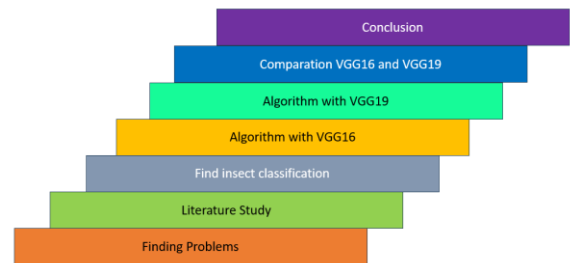 Conclusion
Comparation VGG16 and VGG19
Algorithm with VGG19
Algorithm with VGG16
Find insect classification
Literature Study
Finding Problems